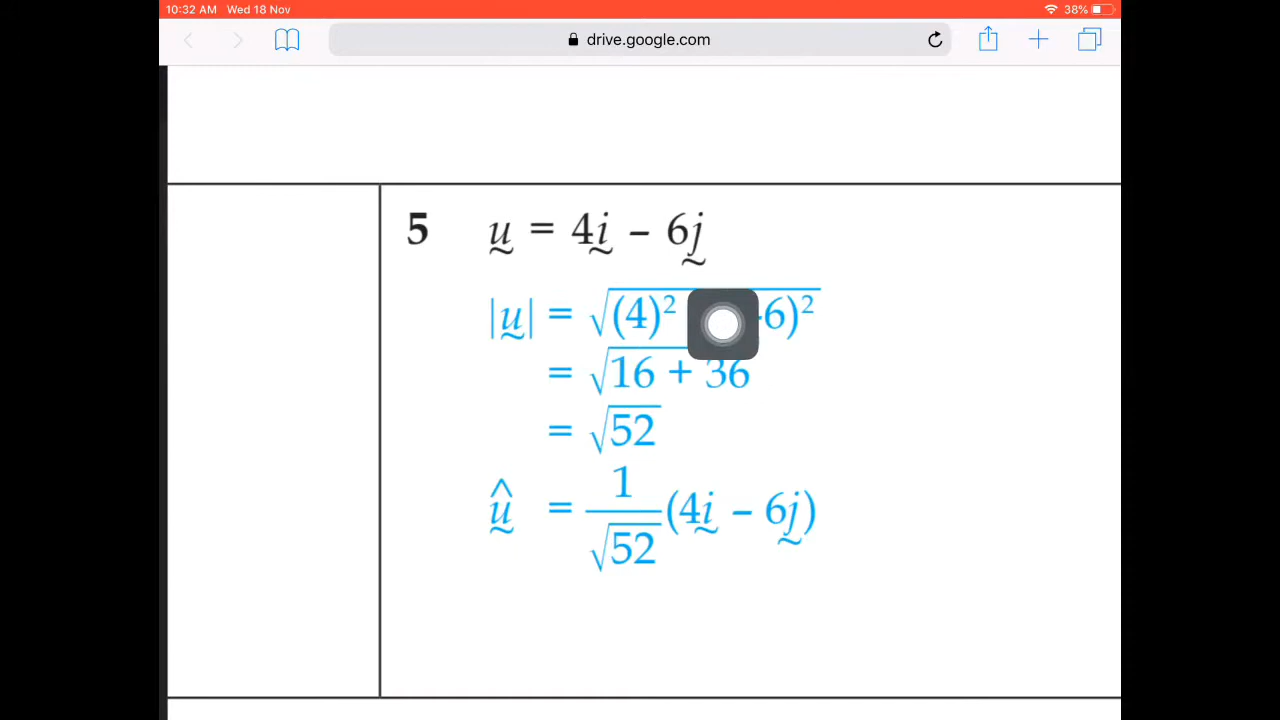 10:32 AM Wed 18 Nov 38%
drive.google.com
5 u = 4i – 6j
|u| = √(4)² 6)²
= √16 + 36
= √52
û = 1/√52 (4i – 6j)